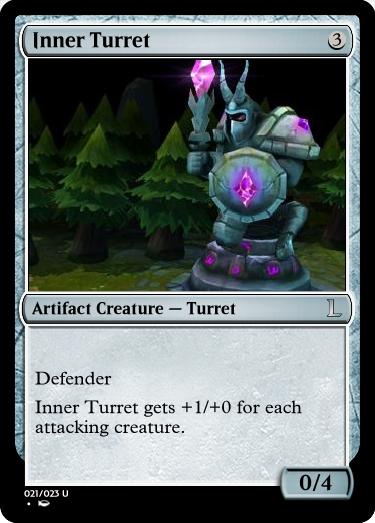 Inner Turret
3
Artifact Creature — Turret
L
Defender
Inner Turret gets +1/+0 for each
attacking creature.
0/4
021/023 U